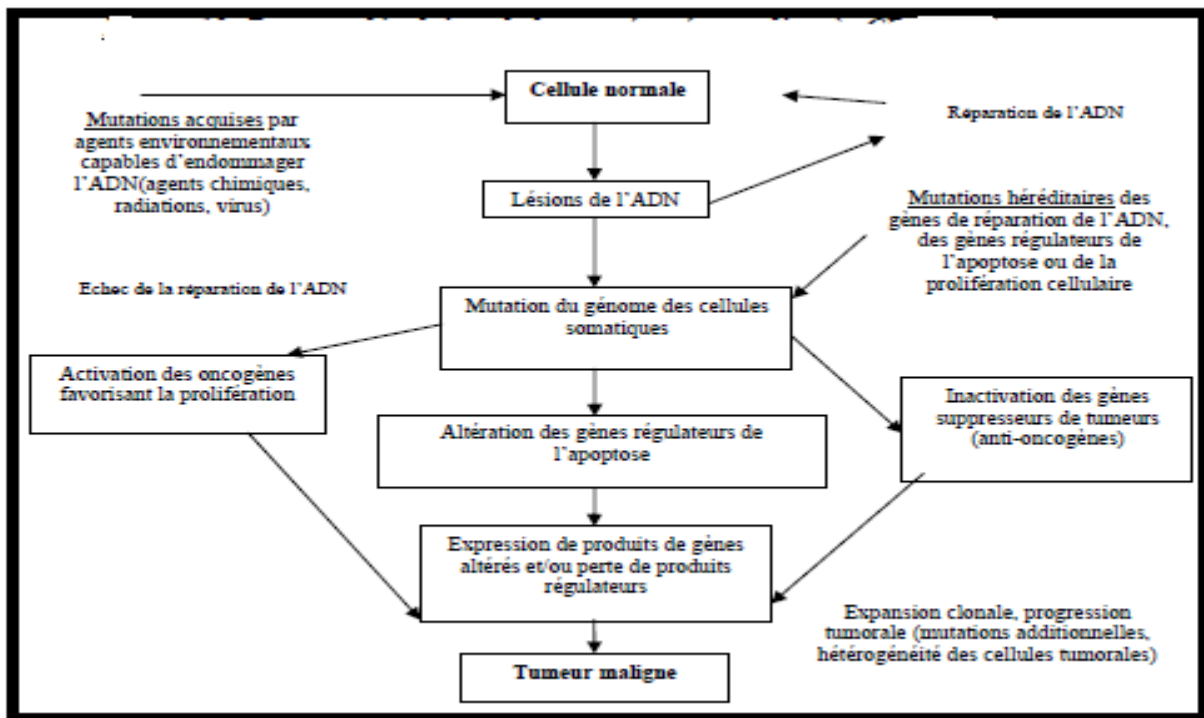 Cellule normale
Mutations acquises par
agents environnementaux
capables d'endommager
l'ADN(agents chimiques,
radiations, virus)
Réparation de l'ADN
Lésions de l'ADN
Mutations héréditaires des
gènes de réparation de l'ADN,
des gènes régulateurs de
l'apoptose ou de la
prolifération cellulaire
Echec de la réparation de l'ADN
Mutation du génome des cellules
somatiques
Activation des oncogènes
favorisant la prolifération
Inactivation des gènes
suppresseurs de tumeurs
(anti-oncogènes)
Altération des gènes régulateurs de
l'apoptose
Expression de produits de gènes
altérés et/ou perte de produits
régulateurs
Expansion clonale, progression
tumorale (mutations additionnelles,
hétérogénéité des cellules tumorales)
Tumeur maligne